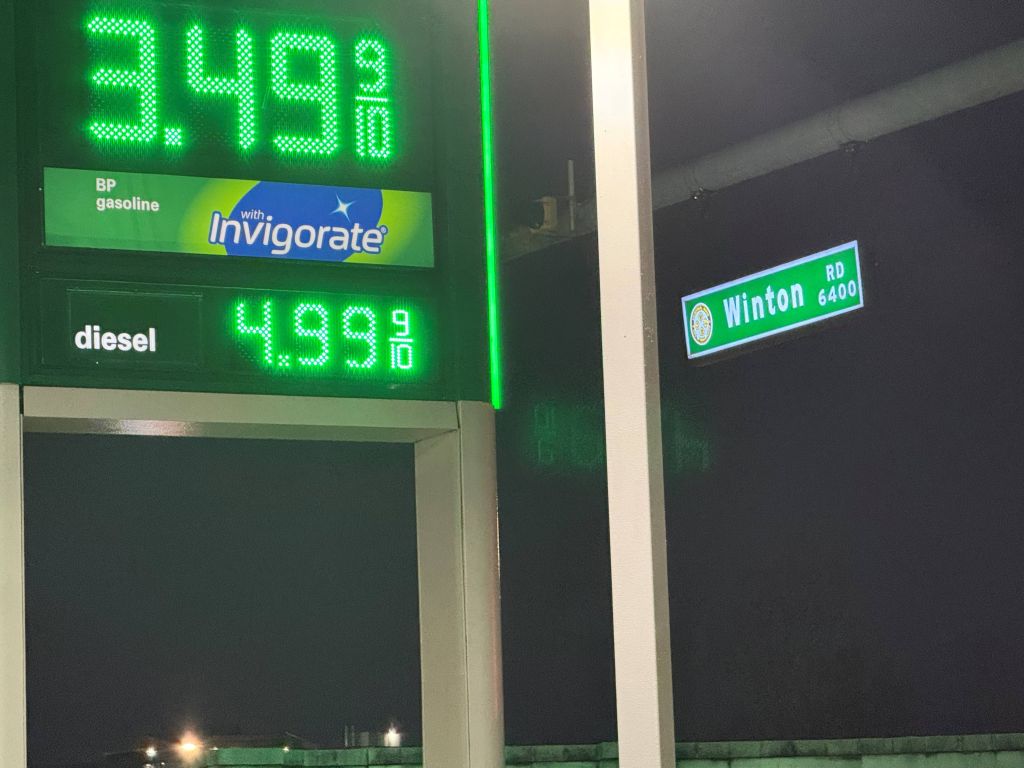 3.49 9/10
BP
gasoline
with
Invigorate®
diesel
4.99 9/10
Winton RD
6400